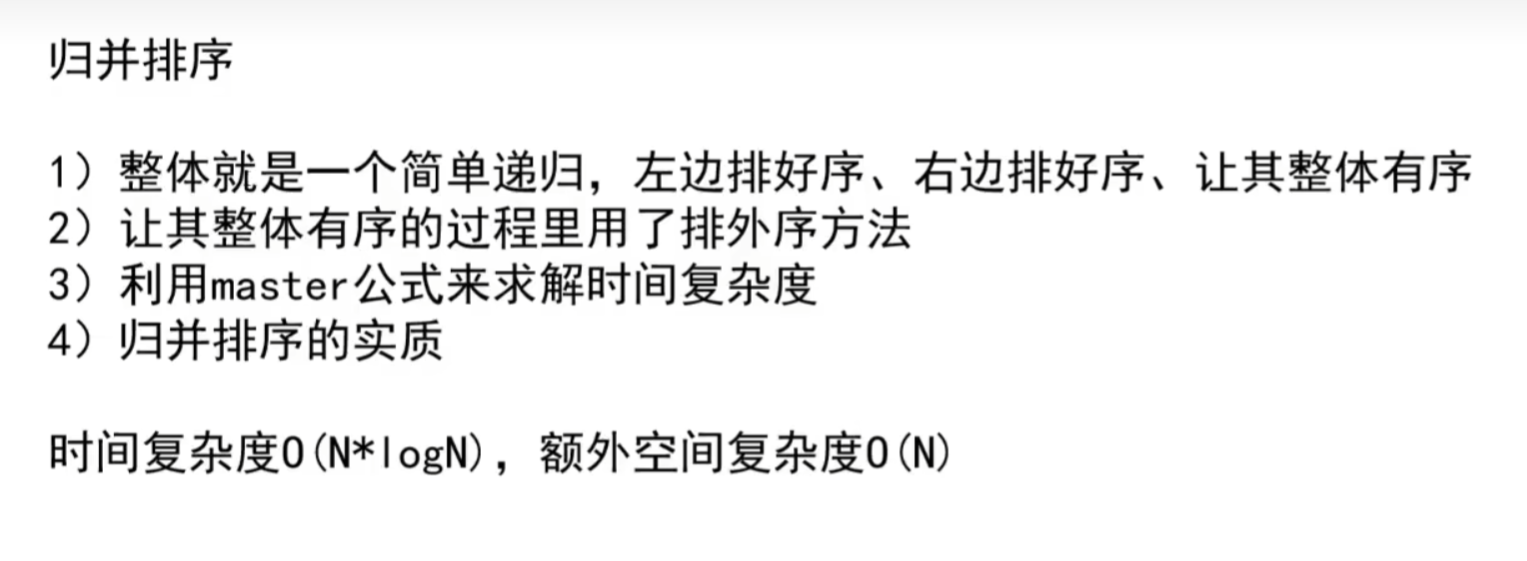 归并排序
1）整体就是一个简单递归，左边排好序、右边排好序、让其整体有序
2）让其整体有序的过程里用了排外序方法
3）利用master公式来求解时间复杂度
4）归并排序的实质
时间复杂度O(N*logN)，额外空间复杂度O(N)